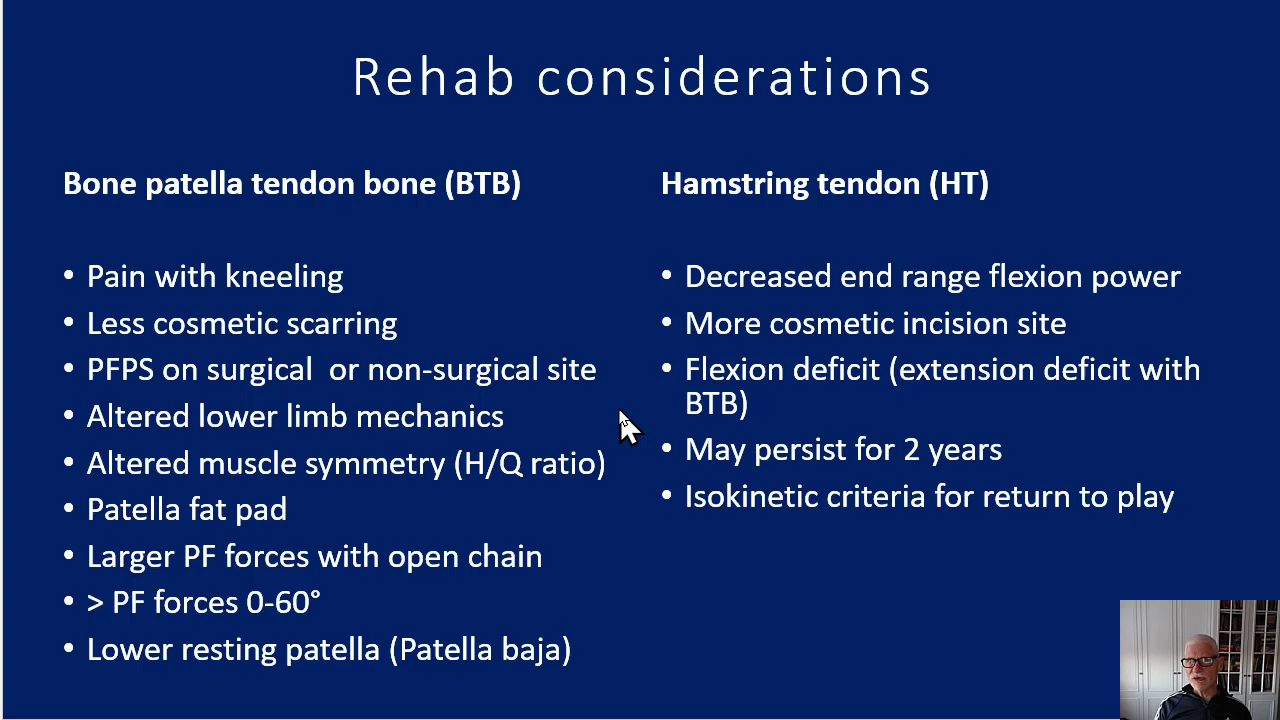 Rehab considerations
Bone patella tendon bone (BTB)
• Pain with kneeling
• Less cosmetic scarring
• PFPS on surgical  or non-surgical site
• Altered lower limb mechanics
• Altered muscle symmetry (H/Q ratio)
• Patella fat pad
• Larger PF forces with open chain
• > PF forces 0-60°
• Lower resting patella (Patella baja)
Hamstring tendon (HT)
• Decreased end range flexion power
• More cosmetic incision site
• Flexion deficit (extension deficit with
BTB)
• May persist for 2 years
• Isokinetic criteria for return to play